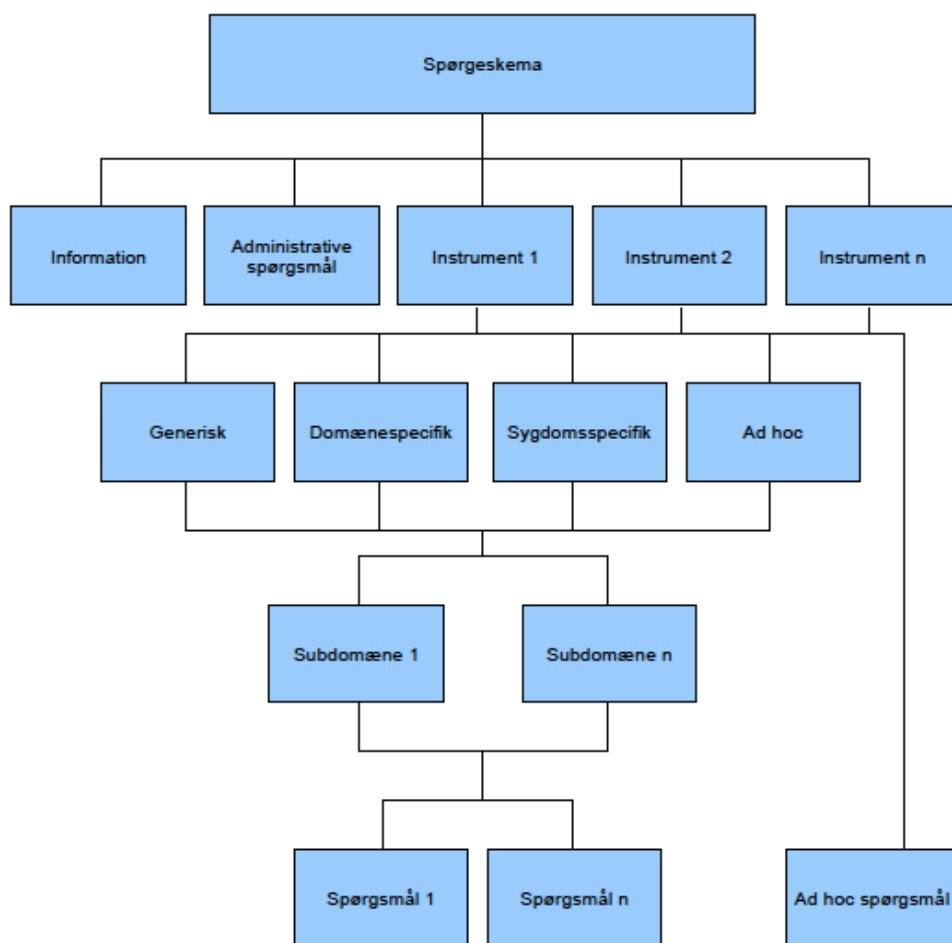 Spørgeskema
Information
Administrative
spørgsmål
Instrument 1
Instrument 2
Instrument n
Generisk
Domænespecifik
Sygdomsspecifik
Ad hoc
Subdomæne 1
Subdomæne n
Spørgsmål 1
Spørgsmål n
Ad hoc spørgsmål